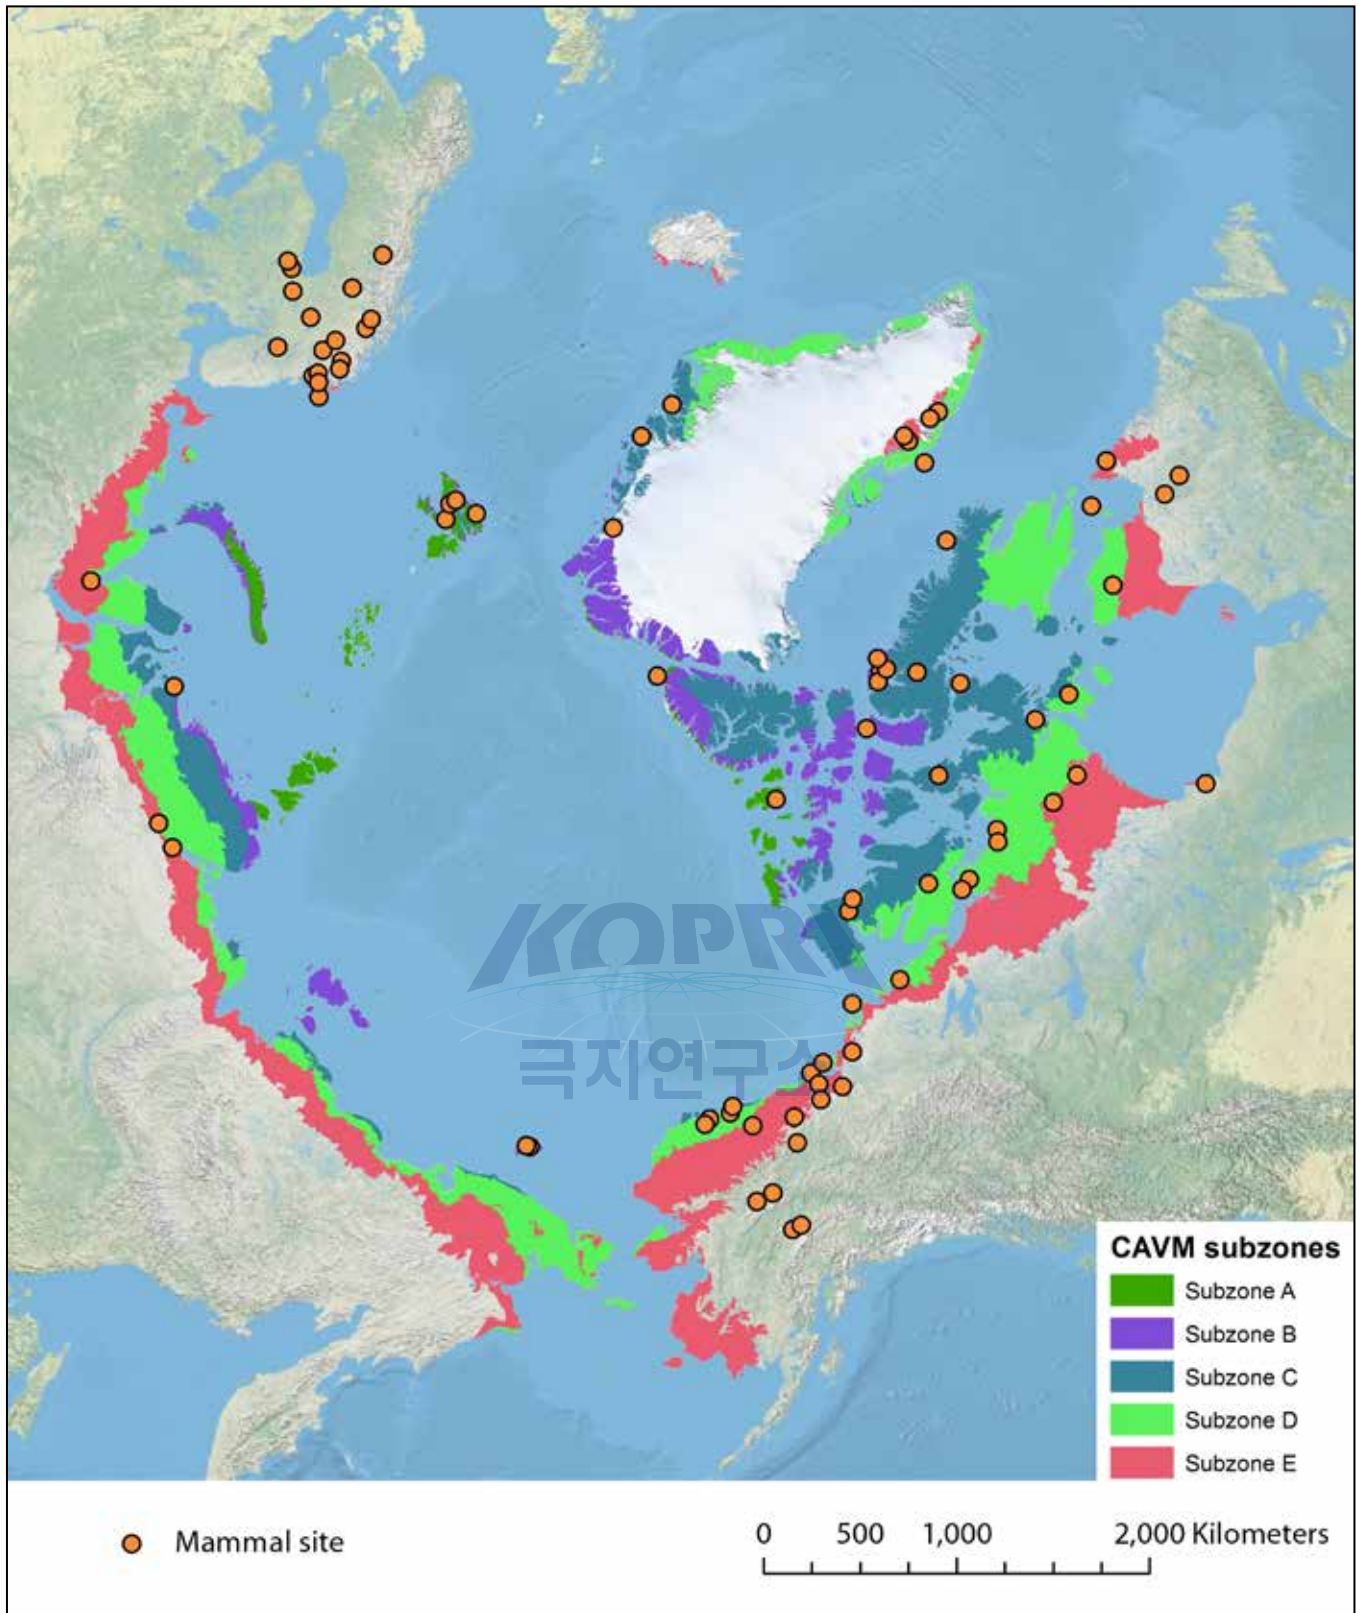 KOPRI
극지연구소
CAVM subzones
Subzone A
Subzone B
Subzone C
Subzone D
Subzone E
Mammal site
0 500 1,000 2,000 Kilometers